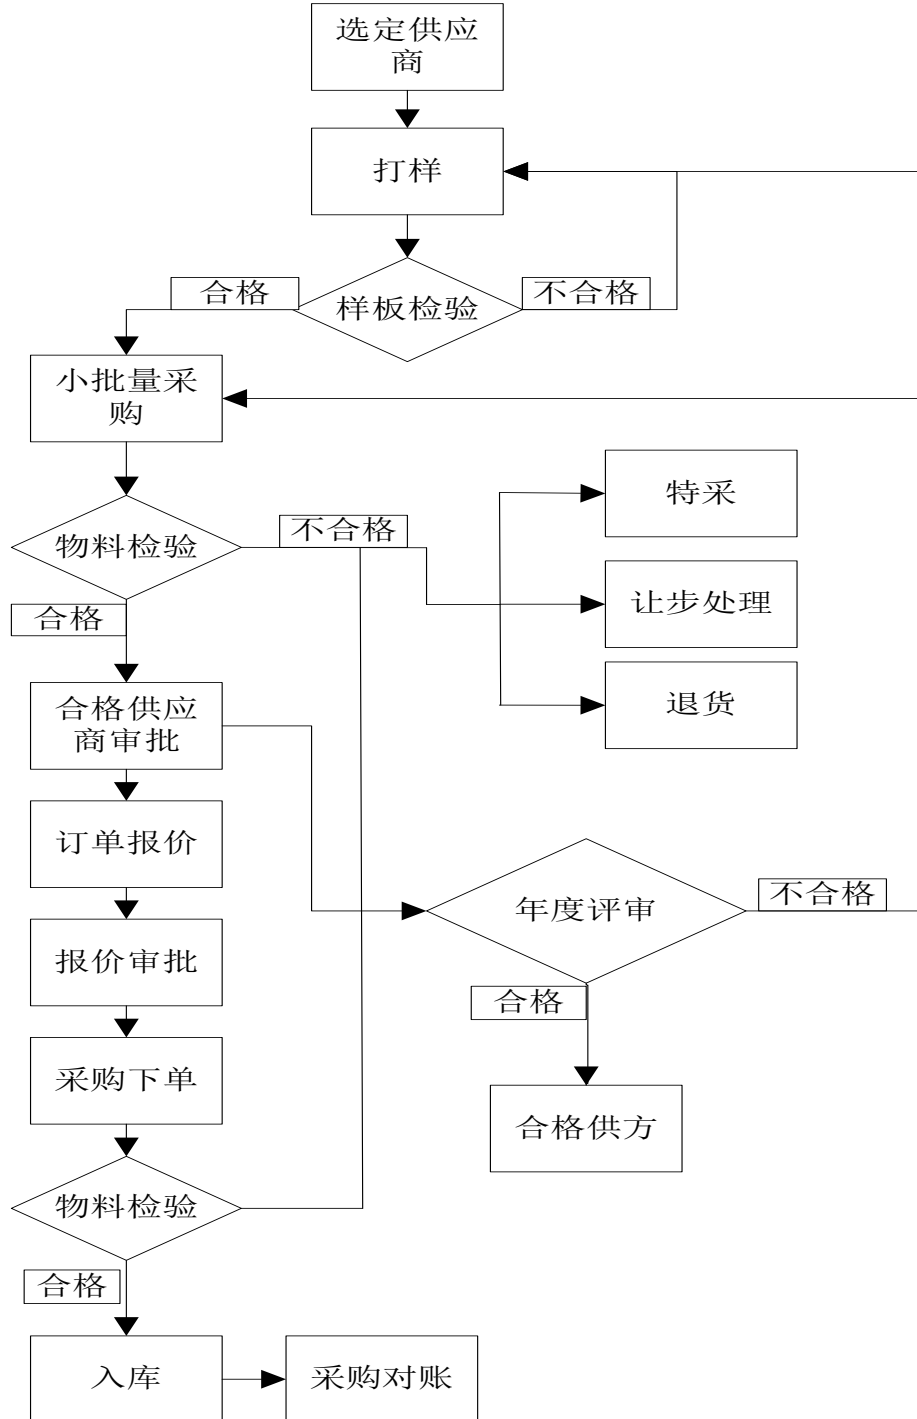 选定供应
商
打样
样板检验
合格
不合格
小批量采
购
物料检验
不合格
合格
特采
让步处理
退货
合格供应
商审批
订单报价
报价审批
采购下单
年度评审
不合格
合格
合格供方
物料检验
合格
入库
采购对账